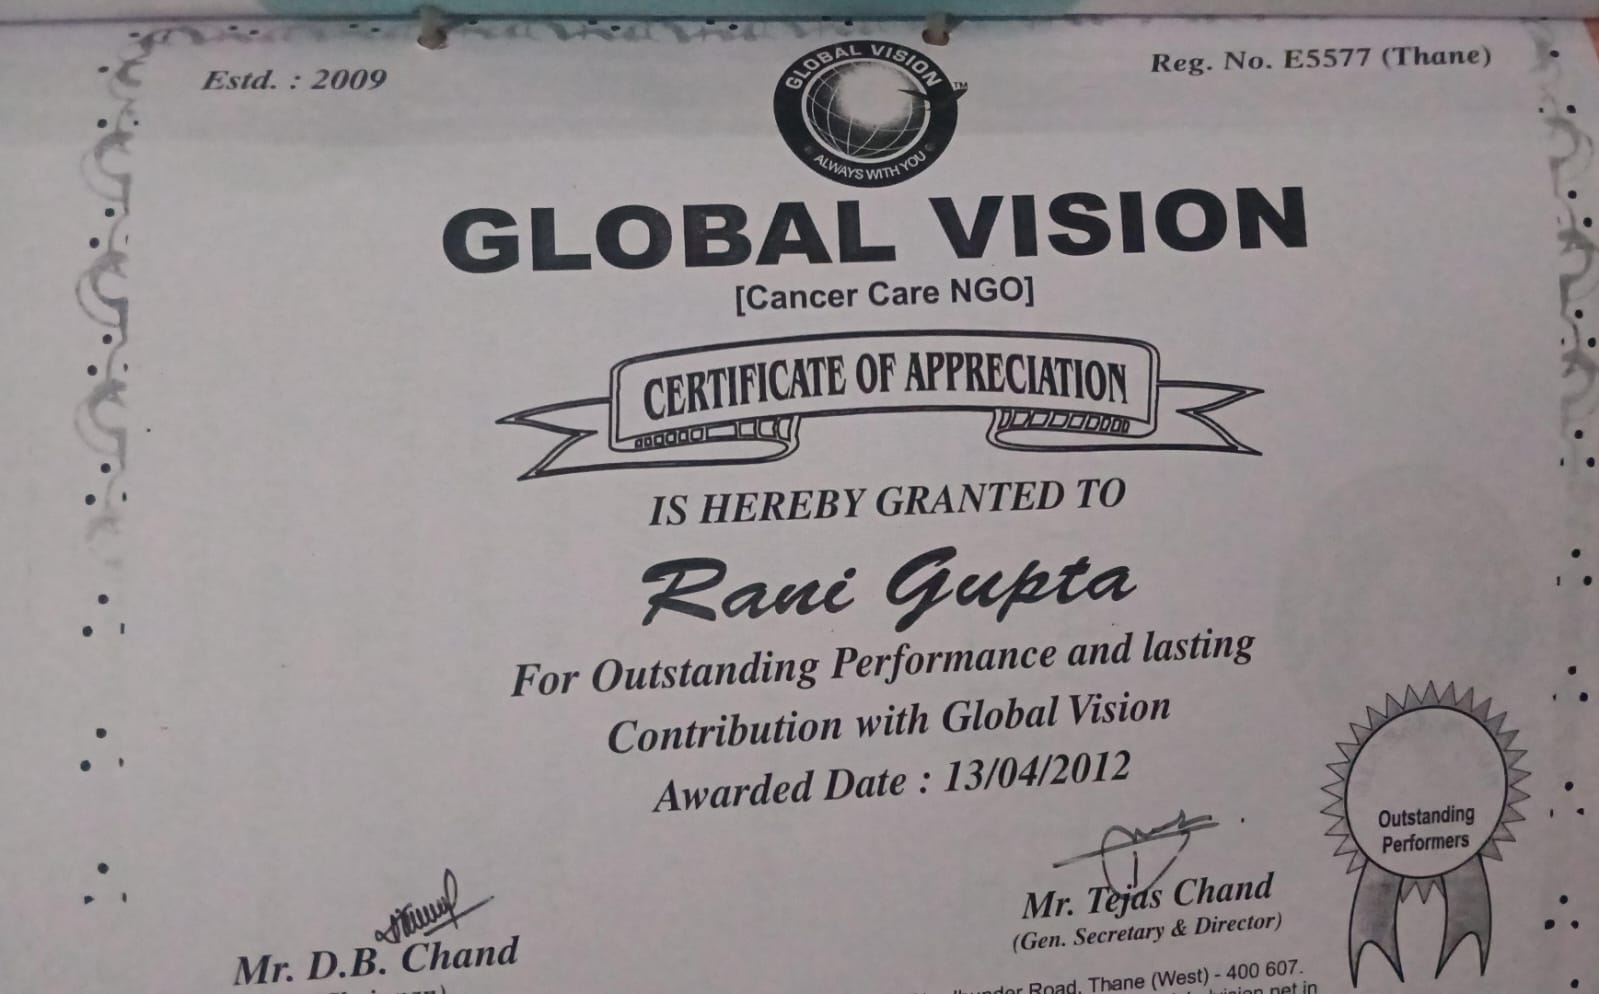 Estd. : 2009
Reg. No. E5577 (Thane)
GLOBAL VISION
TM
ALWAYS WITH YOU
GLOBAL VISION
[Cancer Care NGO]
CERTIFICATE OF APPRECIATION
IS HEREBY GRANTED TO
Rani Gupta
For Outstanding Performance and lasting
Contribution with Global Vision
Awarded Date : 13/04/2012
Outstanding
Performers
Mr. Tejas Chand
(Gen. Secretary & Director)
Mr. D.B. Chand
Road, Thane (West) - 400 607.